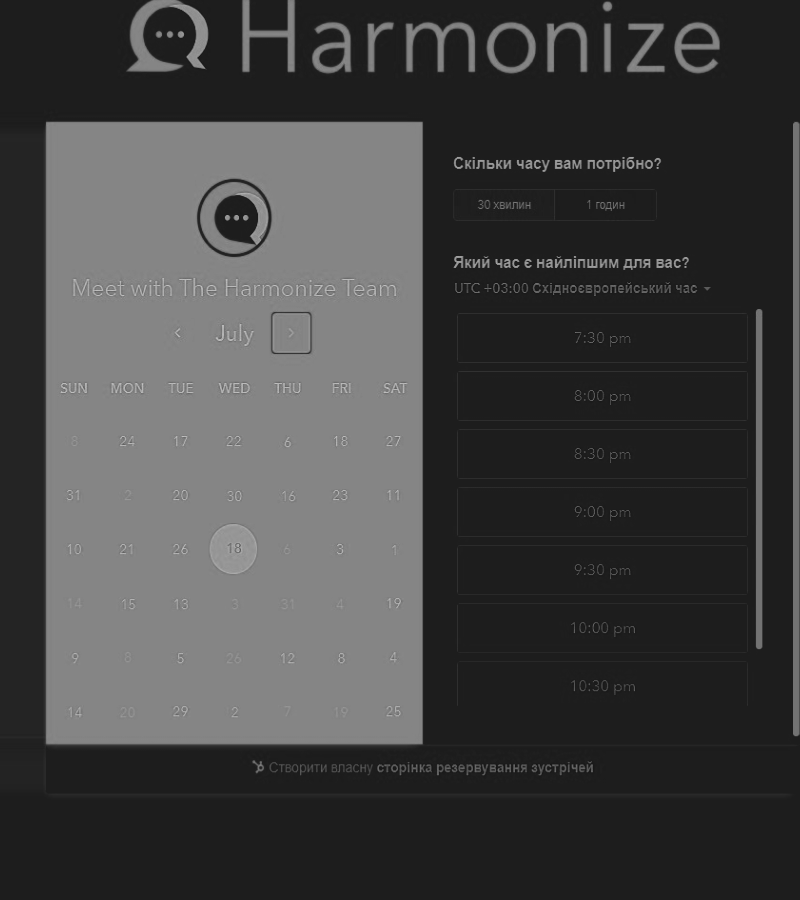 Harmonize
Meet with The Harmonize Team
July
SUN MON TUE WED THU FRI SAT
8 24 17 22 6 18 27
31 2 20 30 16 23 11
10 21 26 18 6 3 1
14 15 13 3 31 4 19
9 8 5 26 12 8 4
14 20 29 2 7 19 25
Скільки часу вам потрібно?
30 хвилин 1 годин
Який час є найліпшим для вас?
UTC +03:00 Східноєвропейський час
7:30 pm
8:00 pm
8:30 pm
9:00 pm
9:30 pm
10:00 pm
10:30 pm
Створити власну сторінка резервування зустрічей